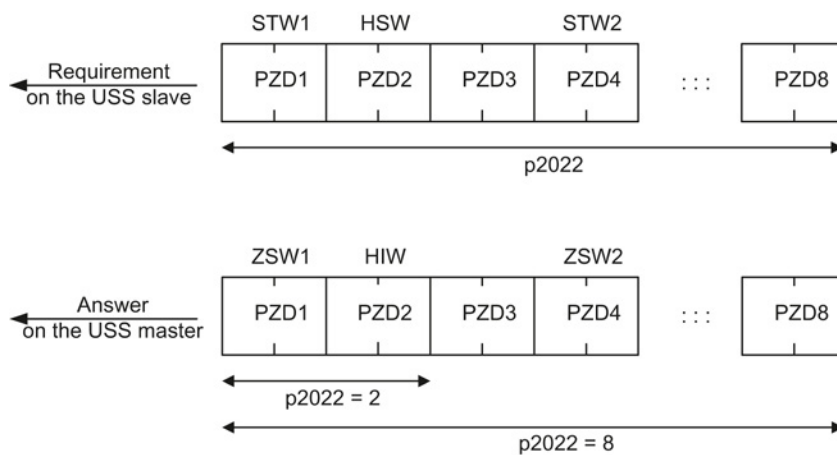 STW1 HSW STW2
Requirement
on the USS slave
PZD1 PZD2 PZD3 PZD4 : : : PZD8
p2022
ZSW1 HIW ZSW2
Answer
on the USS master
PZD1 PZD2 PZD3 PZD4 : : : PZD8
p2022 = 2
p2022 = 8